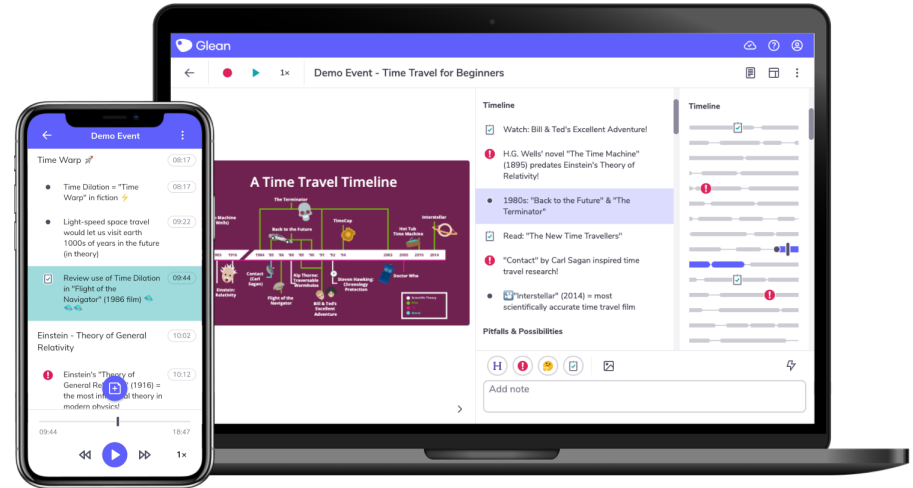 Glean
1×
Demo Event - Time Travel for Beginners
Timeline
Watch: Bill & Ted's Excellent Adventure!
H.G. Wells' novel "The Time Machine"
(1895) predates Einstein's Theory of
Relativity!
1980s: "Back to the Future" & "The
Terminator"
Read: "The New Time Travellers"
"Contact" by Carl Sagan inspired time
travel research!
"Interstellar" (2014) = most
scientifically accurate time travel film
Pitfalls & Possibilities
H
Add note
Timeline
A Time Travel Timeline
The Terminator
Machine
Wells)
Back to the Future
TimeCop
Hot Tub
Time Machine
Interstellar
1916
2014
Einstein:
Relativity
Contact
(Carl
Sagan)
Flight of the
Navigator
Kip Thorne:
Traversable
Wormholes
Bill & Ted's
Excellent
Adventure
Steven Hawking:
Chronology
Protection
Doctor Who
Scientific Theory
Demo Event
Time Warp
08:17
Time Dilation = "Time
Warp" in fiction
08:17
Light-speed space travel
would let us visit earth
1000s of years in the future
(in theory)
09:22
Review use of Time Dilation
in "Flight of the
Navigator" (1986 film)
09:44
Einstein - Theory of General
Relativity
10:02
Einstein's "Theory of
General (1916) =
the most theory in
modern physics!
10:12
09:44
18:47
1×